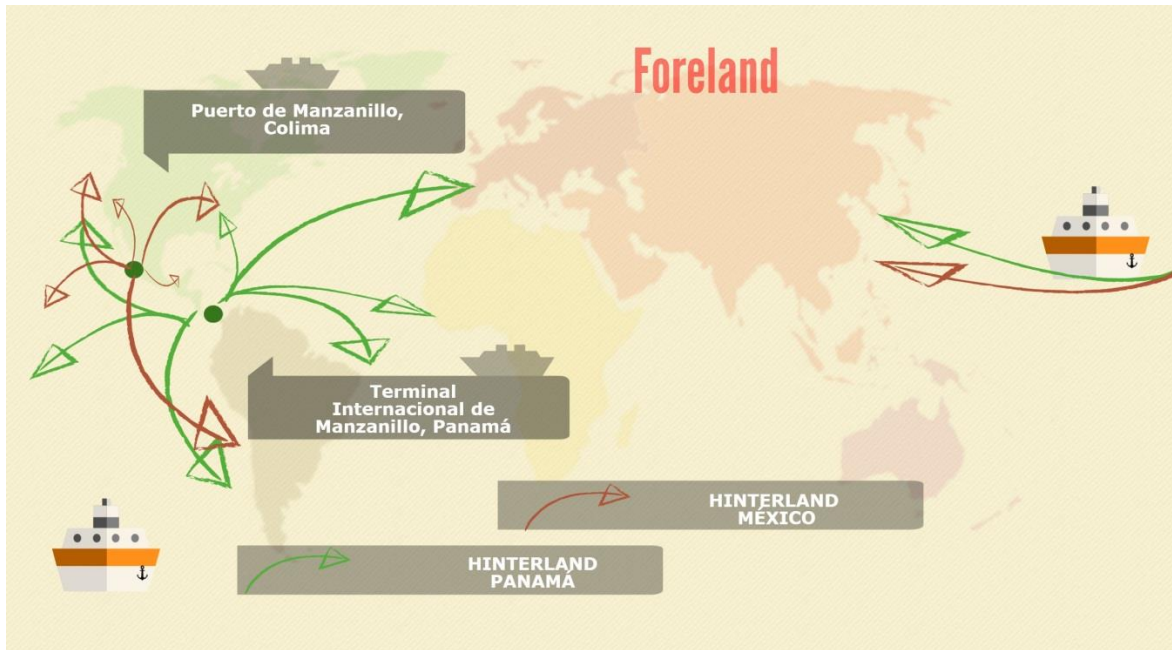 Foreland
Puerto de Manzanillo,
Colima
Terminal
Internacional de
Manzanillo, Panamá
HINTERLAND
MÉXICO
HINTERLAND
PANAMÁ